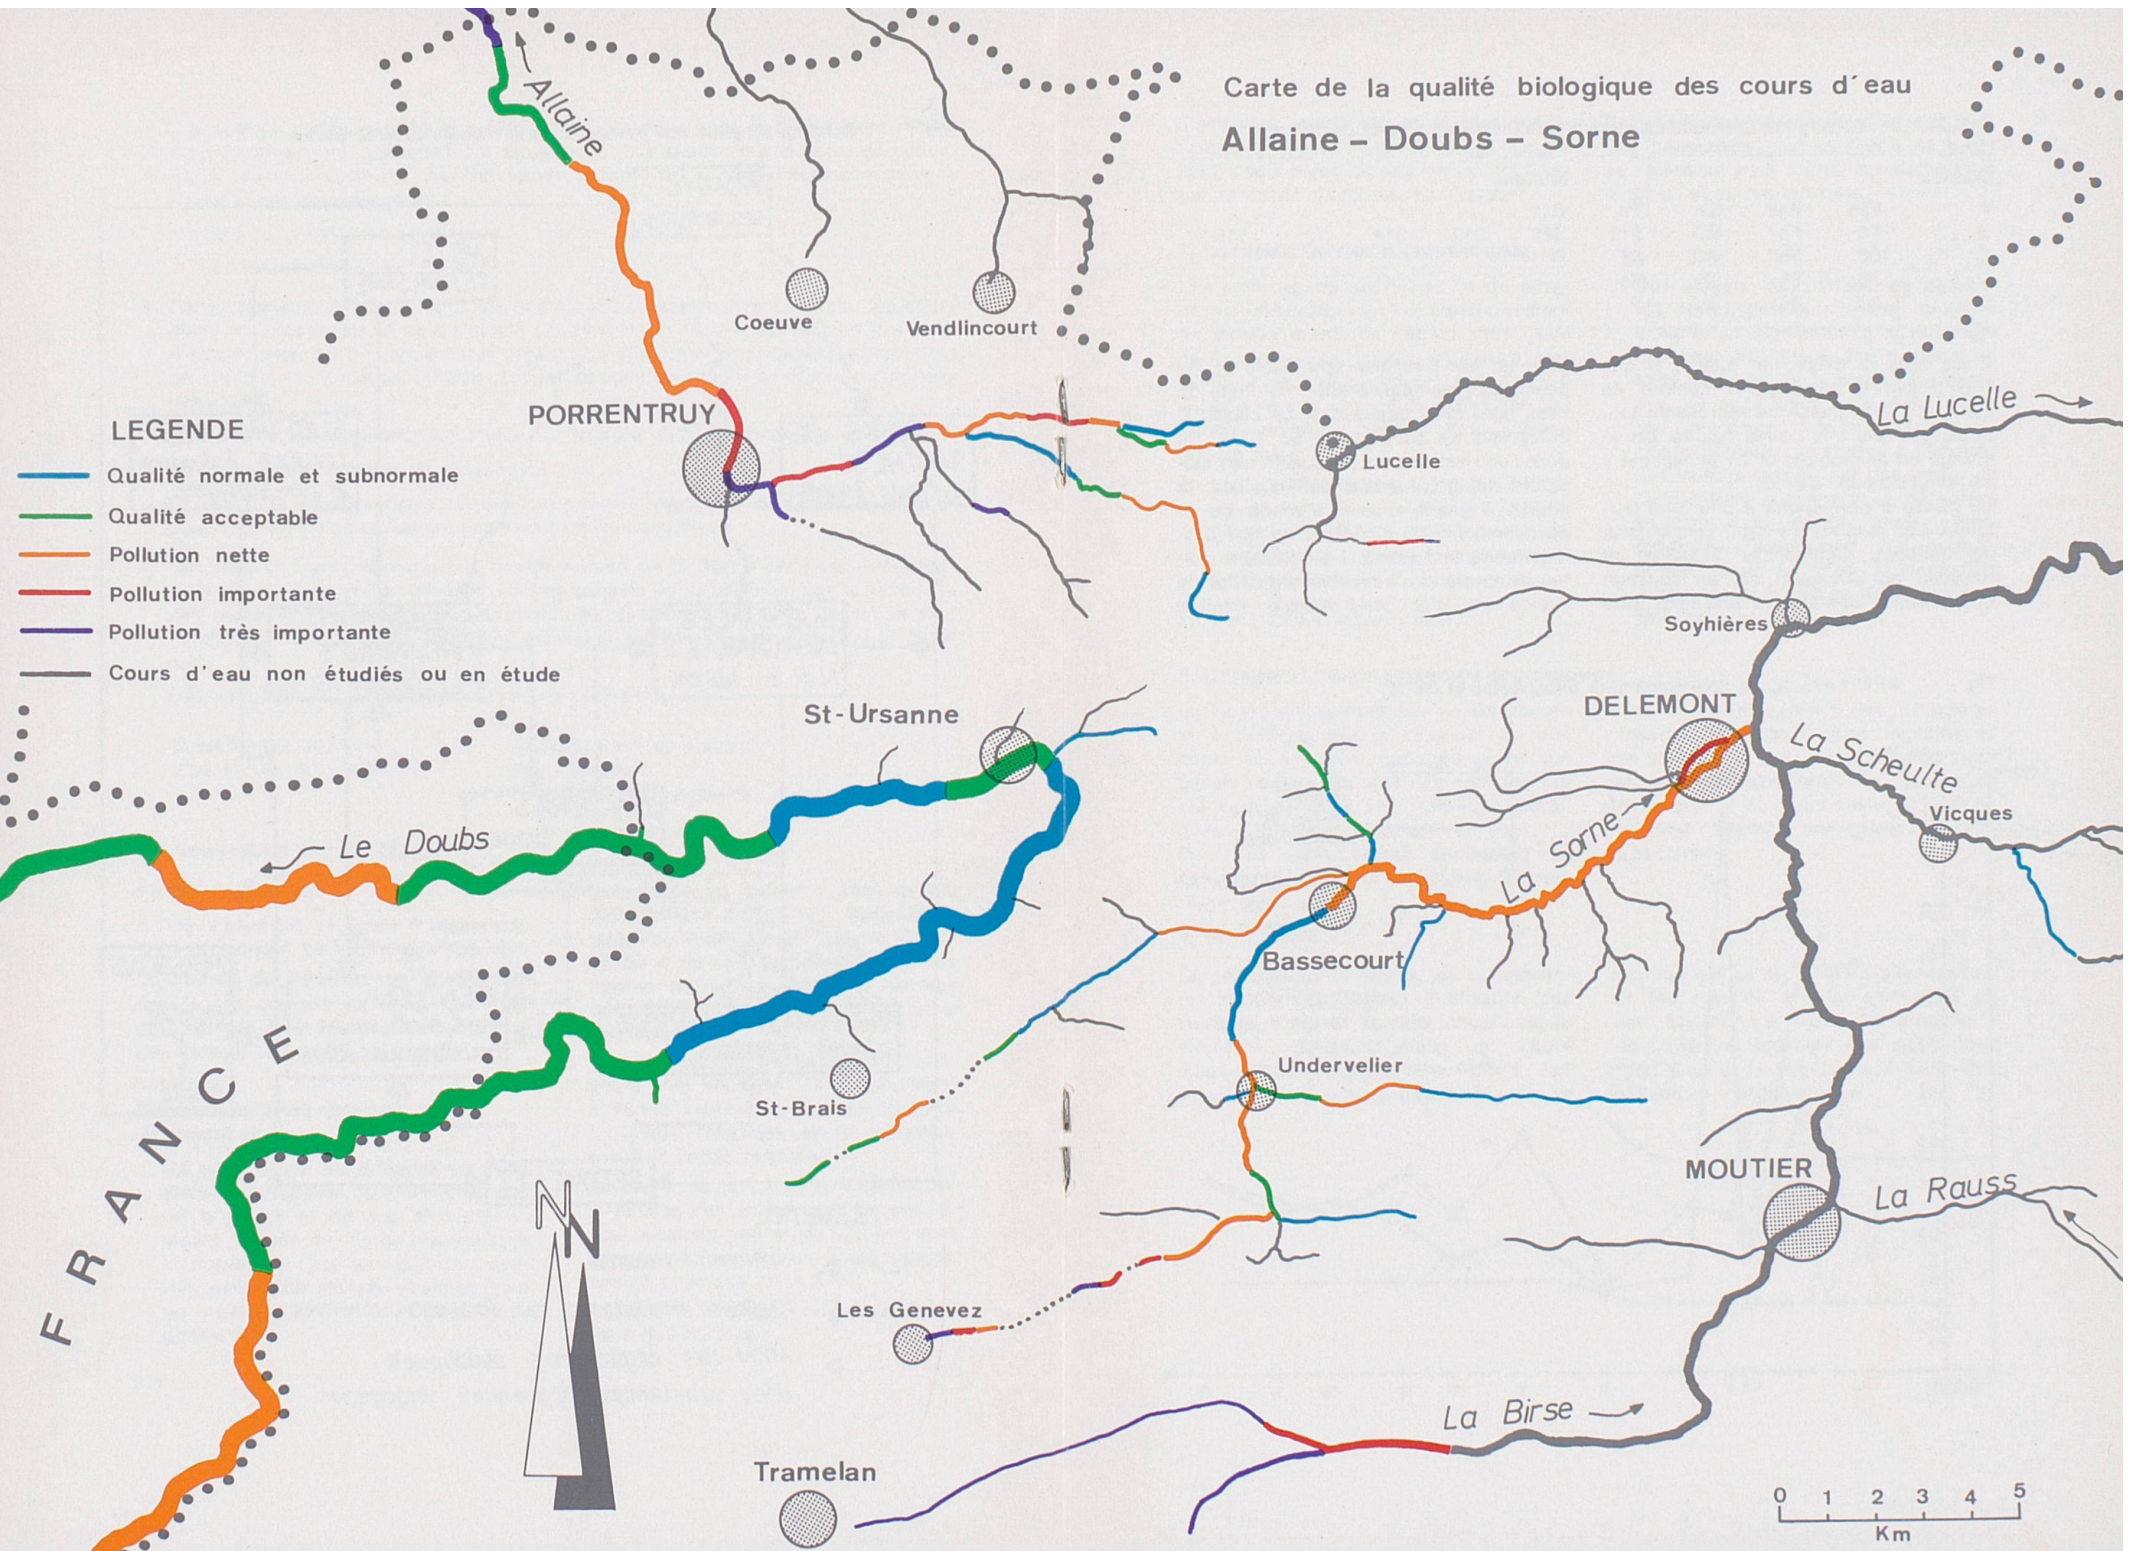 Carte de la qualité biologique des cours d'eau
Allaine – Doubs – Sorne
Allaine
Coeuve
Vendlincourt
La Lucelle
PORRENTRUY
Lucelle
LEGENDE
Qualité normale et subnormale
Qualité acceptable
Pollution nette
Pollution importante
Pollution très importante
Cours d'eau non étudiés ou en étude
Soyhières
DELEMONT
St-Ursanne
La Scheulte
Vicques
Le Doubs
La Sorne
Bassecourt
FRANCE
Undervelier
St-Brais
MOUTIER
La Rauss
N
N
Les Genevez
La Birse
Tramelan
0 1 2 3 4 5
Km